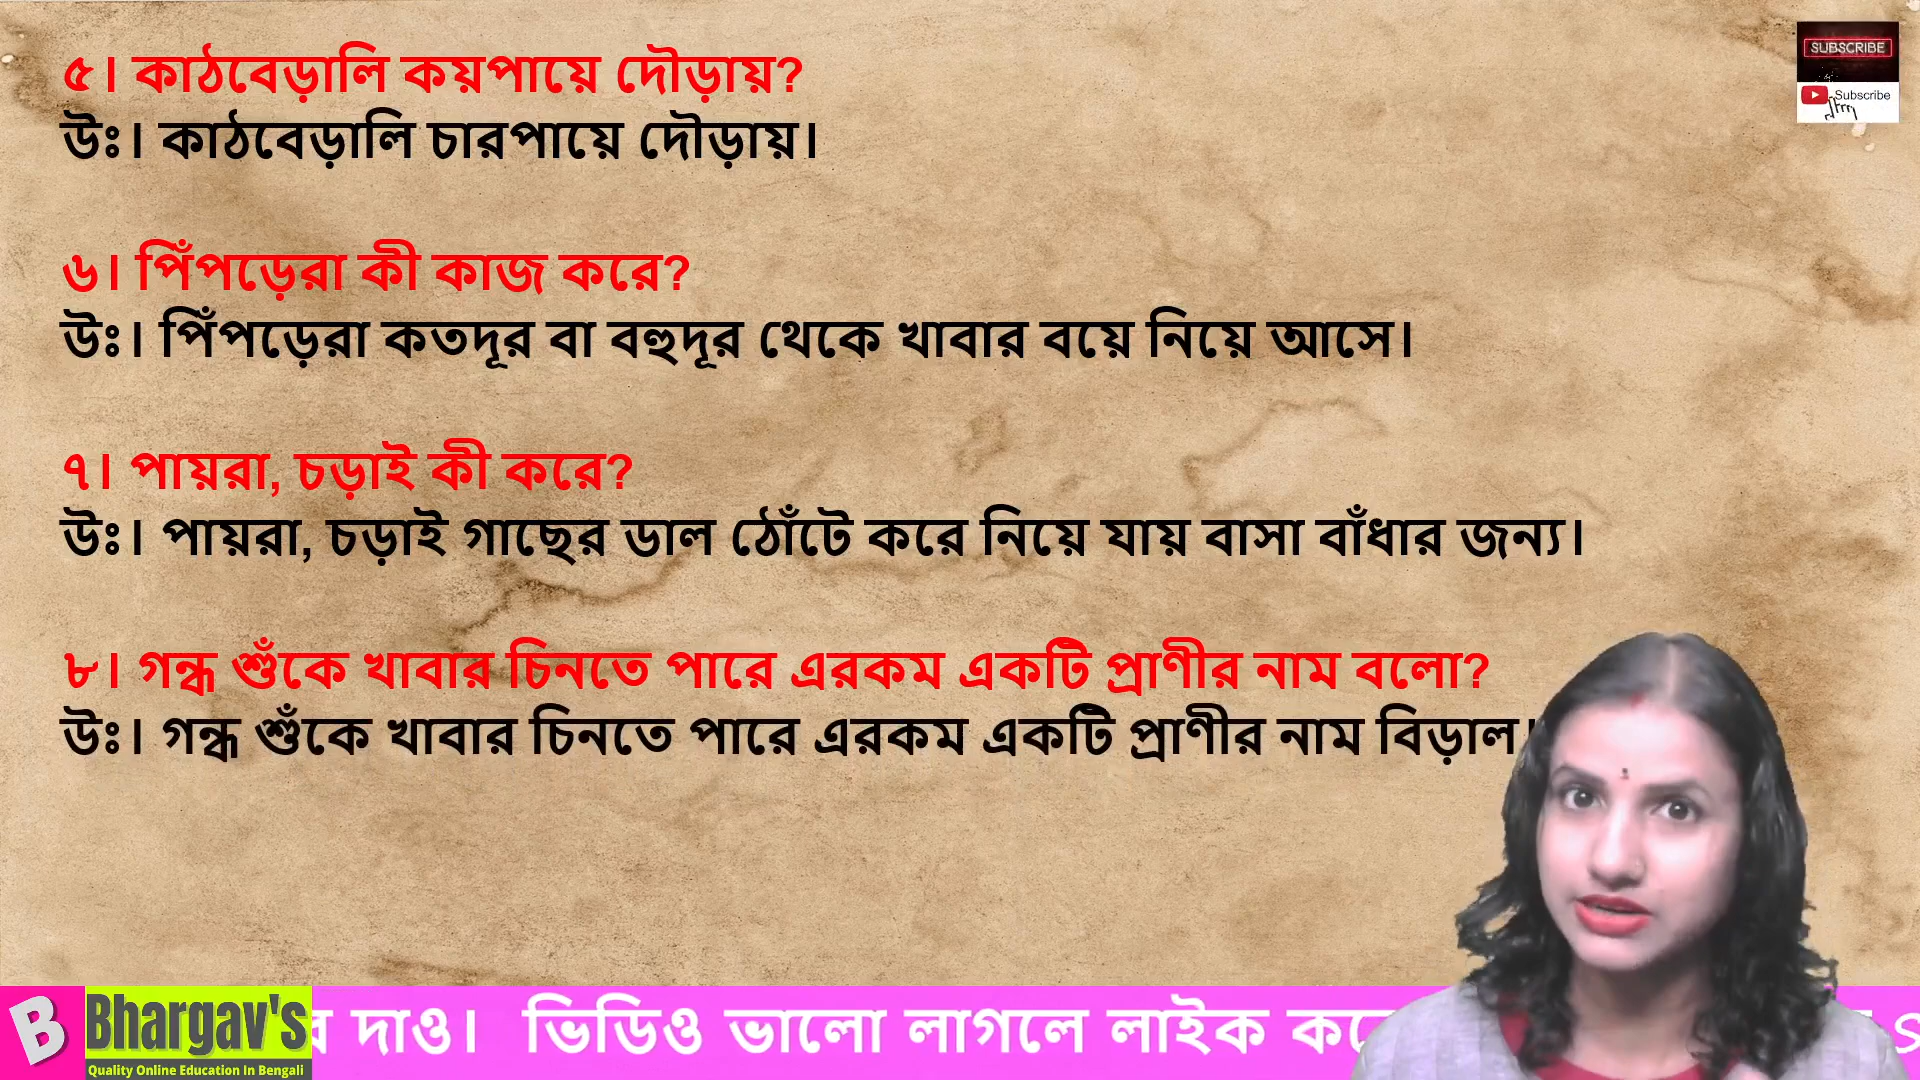 SUBSCRIBE
Subscribe
৫। কাঠবেড়ালি কয়পায়ে দৌড়ায়?
উঃ। কাঠবেড়ালি চারপায়ে দৌড়ায়।
৬। পিঁপড়েরা কী কাজ করে?
উঃ। পিঁপড়েরা কতদূর বা বহুদূর থেকে খাবার বয়ে নিয়ে আসে।
৭। পায়রা, চড়াই কী করে?
উঃ। পায়রা, চড়াই গাছের ডাল ঠোঁটে করে নিয়ে যায় বাসা বাঁধার জন্য।
৮। গন্ধ শুঁকে খাবার চিনতে পারে এরকম একটি প্রাণীর নাম বলো?
উঃ। গন্ধ শুঁকে খাবার চিনতে পারে এরকম একটি প্রাণীর নাম বিড়াল।
B Bhargav's
Quality Online Education In Bengali
দাও। ভিডিও ভালো লাগলে লাইক